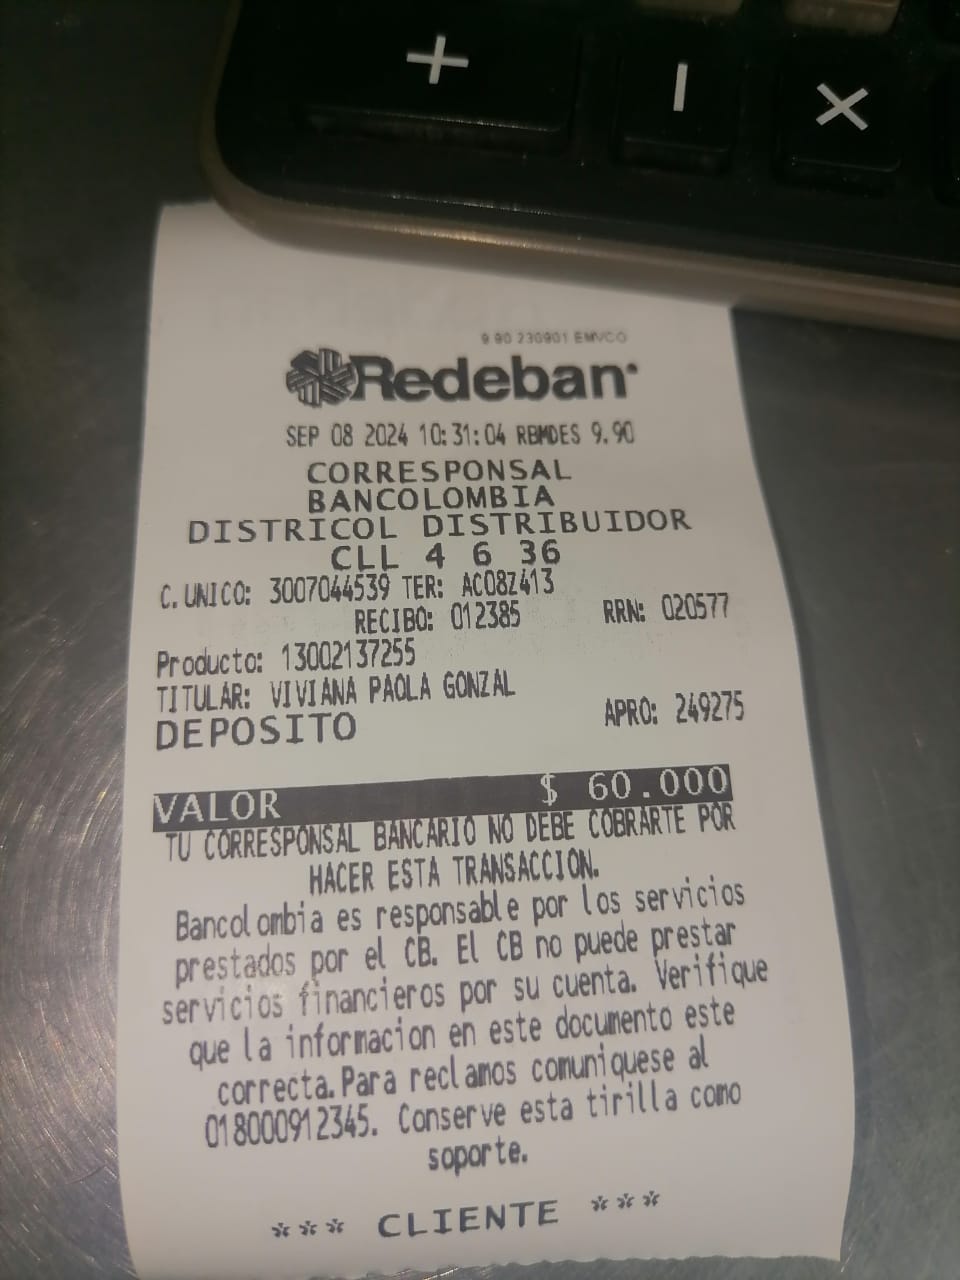 + − ×
9 90 230901 EMVCO
Redeban
SEP 08 2024 10:31:04 RBMDES 9.90
CORRESPONSAL
BANCOLOMBIA
DISTRICOL DISTRIBUIDOR
CLL 4 6 36
C.UNICO: 3007044539 TER: AC08Z413
RECIBO: 012385 RRN: 020577
Producto: 13002137255
TITULAR: VIVIANA PAOLA GONZAL
DEPOSITO APRO: 249275
VALOR $ 60.000
TU CORRESPONSAL BANCARIO NO DEBE COBRARTE POR
HACER ESTA TRANSACCION.
Bancolombia es responsable por los servicios
prestados por el CB. El CB no puede prestar
servicios financieros por su cuenta. Verifique
que la informacion en este documento este
correcta.Para reclamos comuniquese al
018000912345. Conserve esta tirilla como
soporte.
*** CLIENTE ***